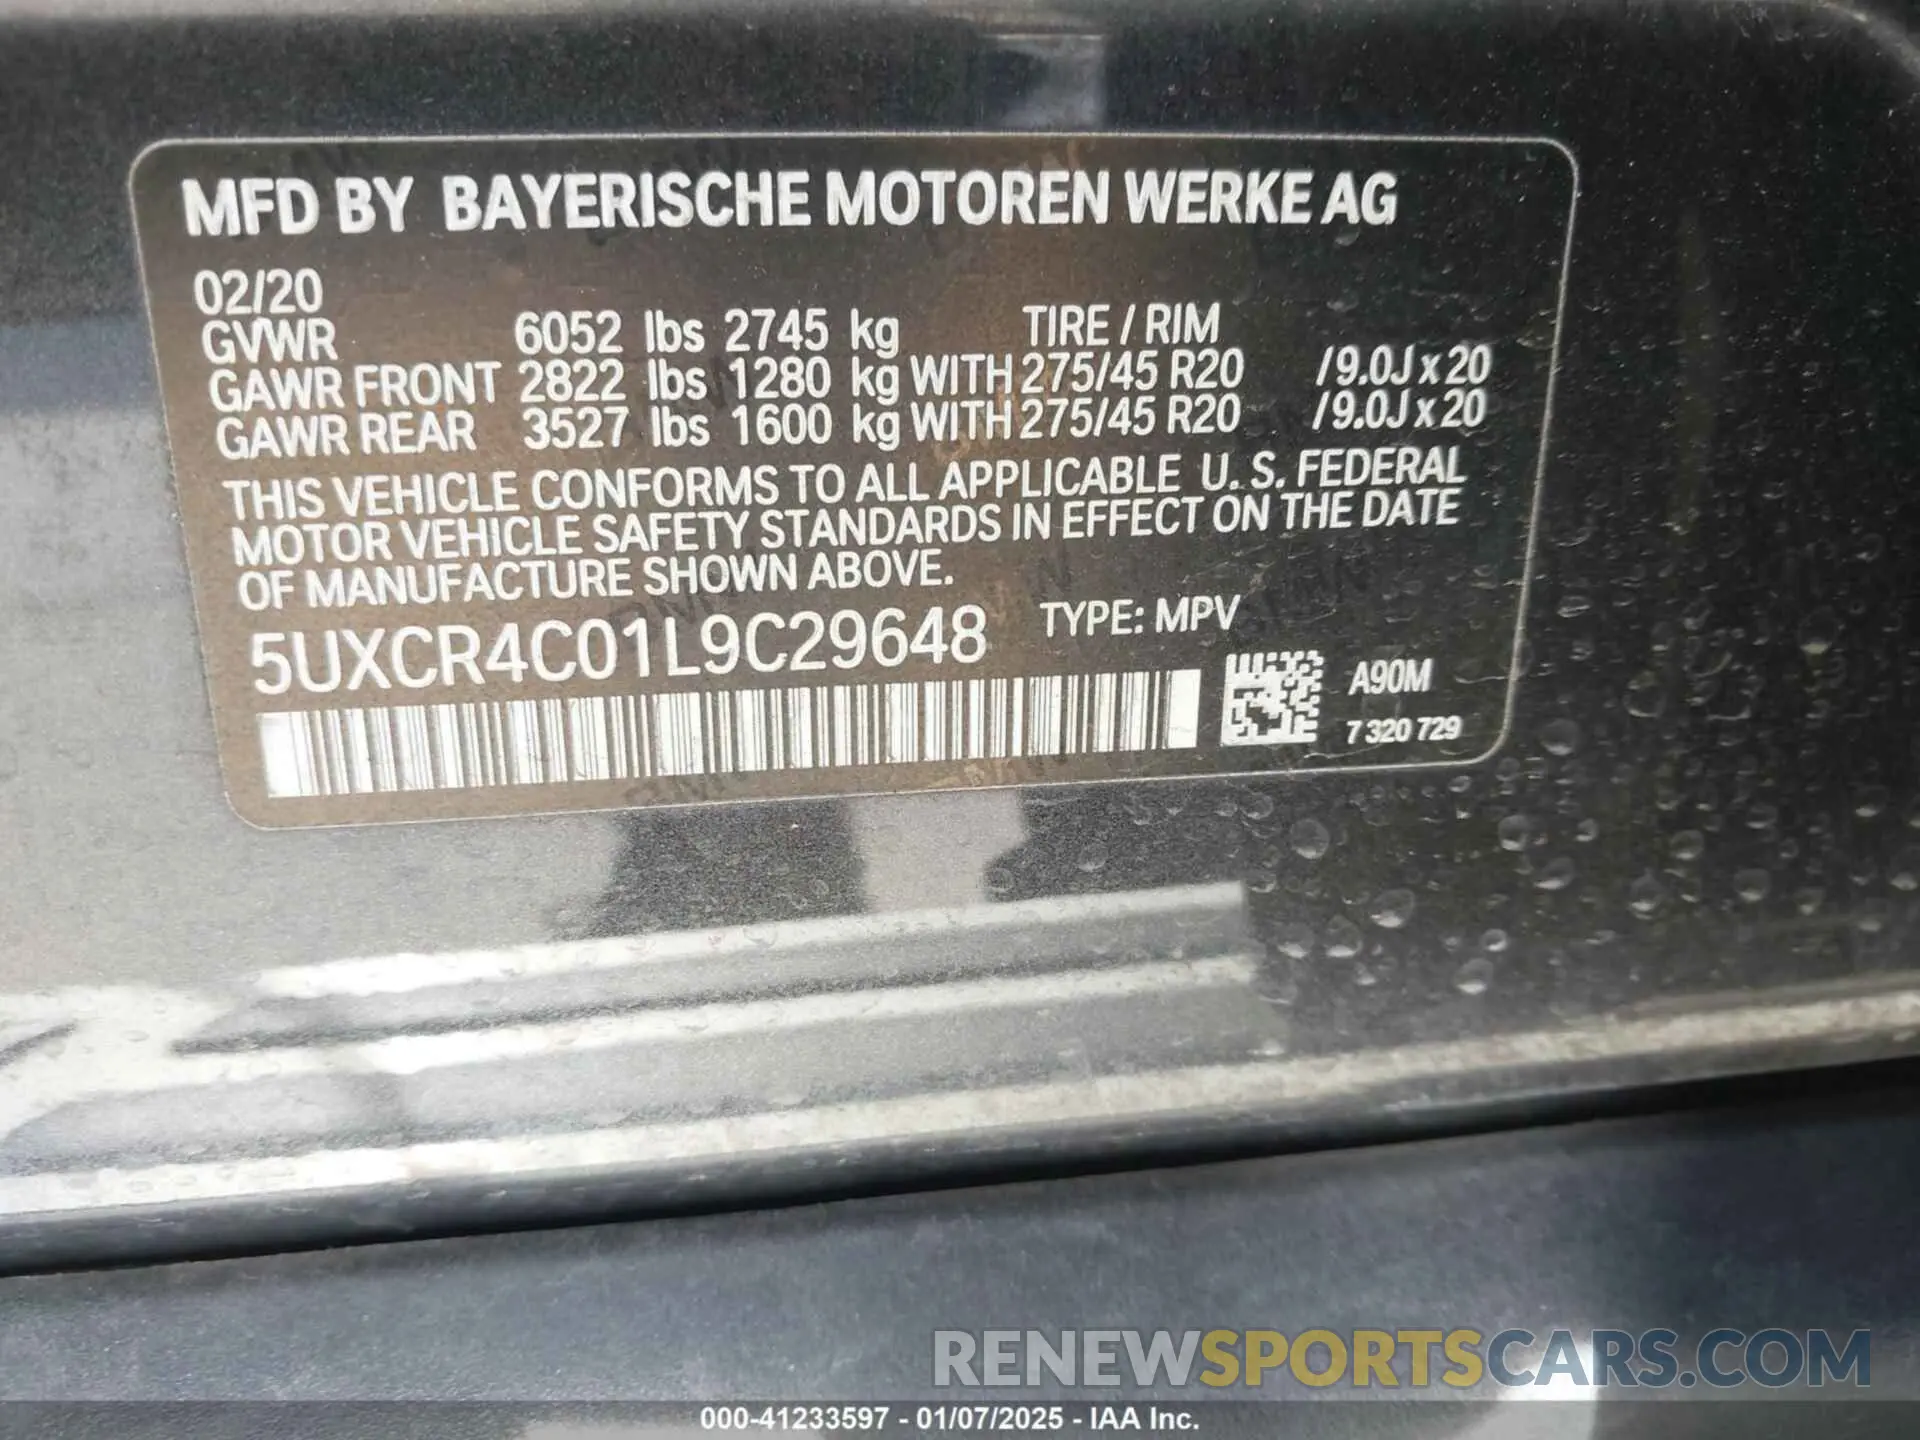 MFD BY BAYERISCHE MOTOREN WERKE AG
02/20
GVWR 6052 lbs 2745 kg TIRE / RIM
GAWR FRONT 2822 lbs 1280 kg WITH 275/45 R20 /9.0J x 20
GAWR REAR 3527 lbs 1600 kg WITH 275/45 R20 /9.0J x 20
THIS VEHICLE CONFORMS TO ALL APPLICABLE U. S. FEDERAL
MOTOR VEHICLE SAFETY STANDARDS IN EFFECT ON THE DATE
OF MANUFACTURE SHOWN ABOVE.
5UXCR4C01L9C29648 TYPE: MPV
A90M
7 320 729
RENEWSPORTSCARS.COM
000-41233597 - 01/07/2025 - IAA Inc.